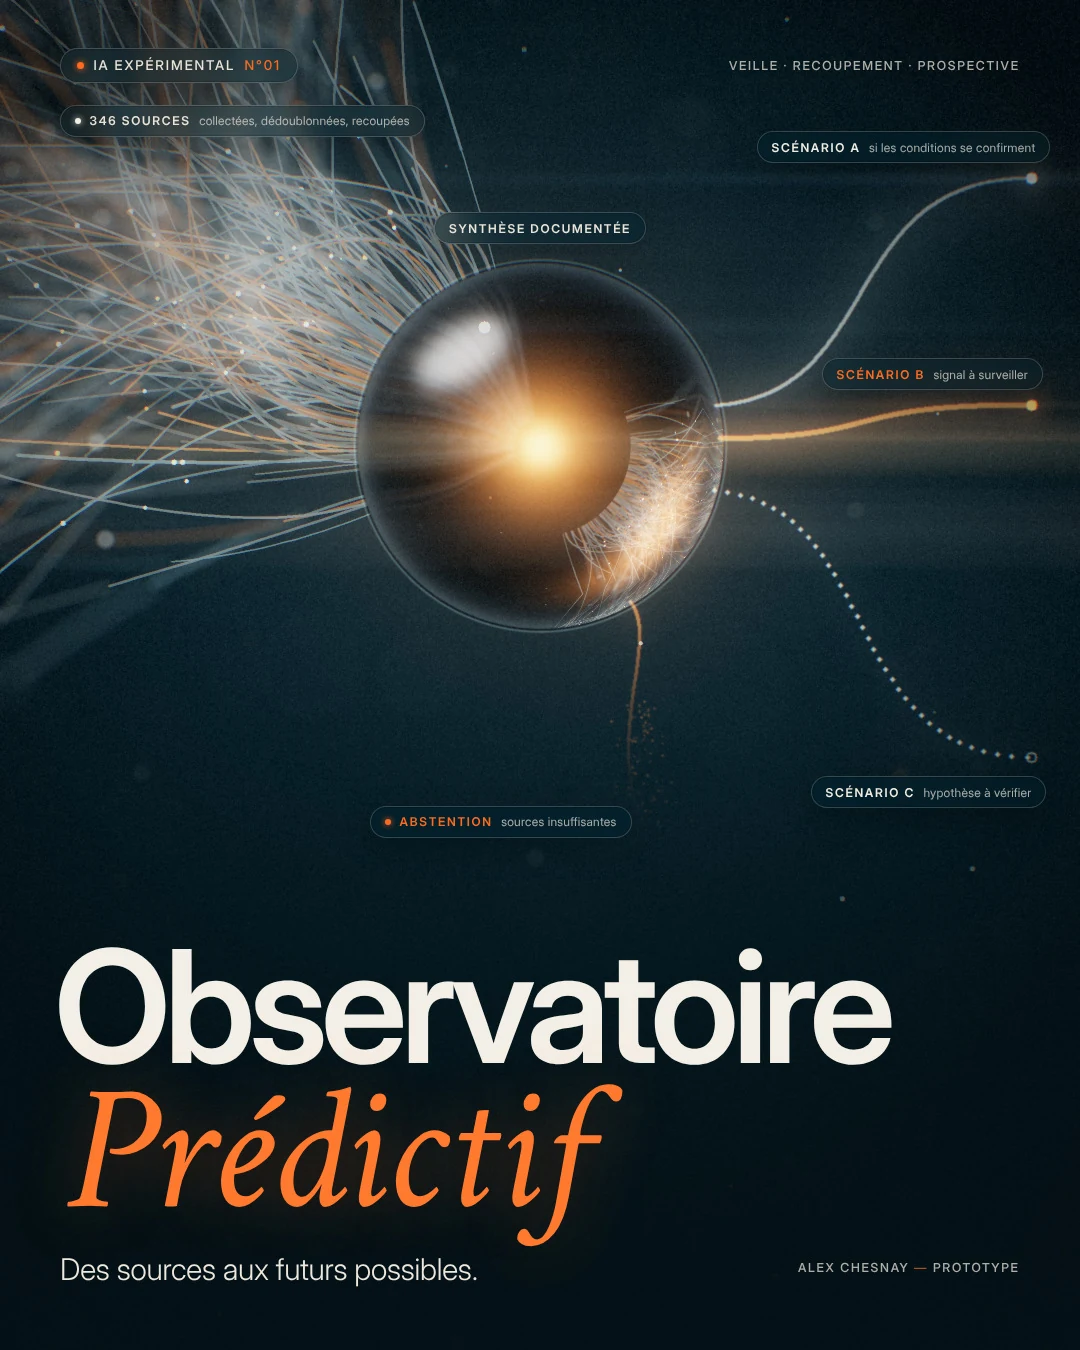 IA EXPÉRIMENTAL N°01
VEILLE · RECOUPEMENT · PROSPECTIVE
346 SOURCES collectées, dédoublonnées, recoupées
SCÉNARIO A si les conditions se confirment
SYNTHÈSE DOCUMENTÉE
SCÉNARIO B signal à surveiller
SCÉNARIO C hypothèse à vérifier
ABSTENTION sources insuffisantes
Observatoire
Prédictif
Des sources aux futurs possibles.
ALEX CHESNAY — PROTOTYPE